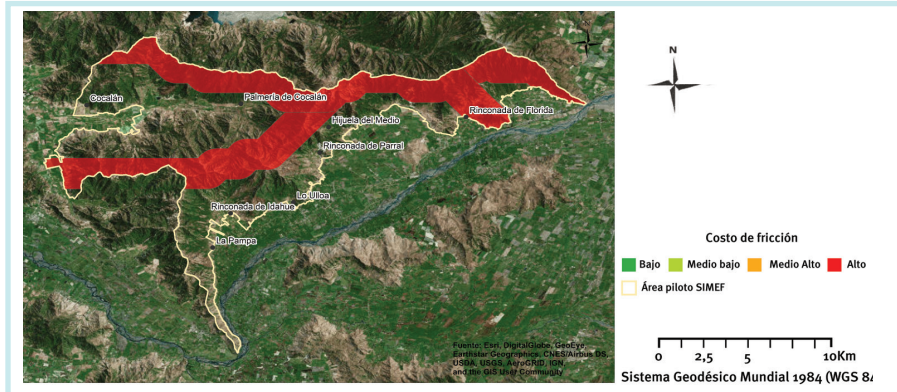 Cocalán
Palmería de Cocalán
Rinconada de Florida
Hijuela del Medio
Rinconada de Parral
Lo Ulloa
Rinconada de Idahue
La Pampa
Fuente: Esri, DigitalGlobe, GeoEye,
Earthstar Geographics, CNES/Airbus DS,
USDA, USGS, AeroGRID, IGN,
and the GIS User Community
N
Costo de fricción
Bajo Medio bajo Medio Alto Alto
Área piloto SIMEF
0 2,5 5 10Km
Sistema Geodésico Mundial 1984 (WGS 84